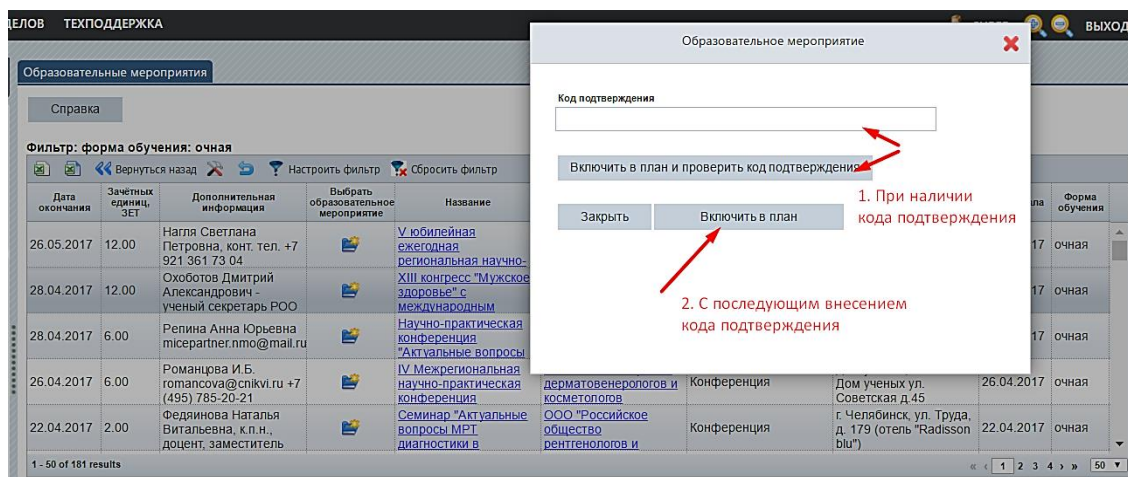 ДЕЛОВ ТЕХПОДДЕРЖКА ВЫХОД
Образовательные мероприятия
Справка
Фильтр: форма обучения: очная
Вернуться назад Настроить фильтр Сбросить фильтр
Дата окончания Зачётных единиц, ЗЕТ Дополнительная информация Выбрать образовательное мероприятие Название Форма обучения
26.05.2017 12.00 Нагля Светлана Петровна, конт. тел. +7 921 361 73 04 V юбилейная ежегодная региональная научно- 17 очная
28.04.2017 12.00 Охоботов Дмитрий Александрович - ученый секретарь РОО XIII конгресс "Мужское здоровье" с международным 17 очная
28.04.2017 6.00 Репина Анна Юрьевна micepartner.nmo@mail.ru Научно-практическая конференция "Актуальные вопросы 17 очная
26.04.2017 6.00 Романцова И.Б. romancova@cnikvi.ru +7 (495) 785-20-21 IV Межрегиональная научно-практическая конференция дерматовенерологов и косметологов Конференция Дом ученых ул. Советская д.45 26.04.2017 очная
22.04.2017 2.00 Федяинова Наталья Витальевна, к.п.н., доцент, заместитель Семинар "Актуальные вопросы МРТ диагностики в ООО "Российское общество рентгенологов и Конференция г. Челябинск, ул. Труда, д. 179 (отель "Radisson blu") 22.04.2017 очная
1 - 50 of 181 results « ‹ 1 2 3 4 › » 50
Образовательное мероприятие
Код подтверждения
Включить в план и проверить код подтверждения
1. При наличии
кода подтверждения
Закрыть Включить в план
2. С последующим внесением
кода подтверждения